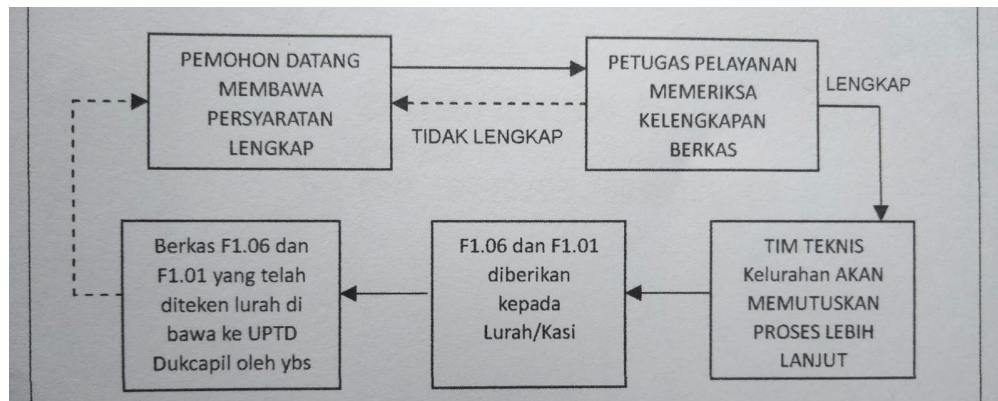 PEMOHON DATANG
MEMBAWA
PERSYARATAN
LENGKAP
TIDAK LENGKAP
PETUGAS PELAYANAN
MEMERIKSA
KELENGKAPAN
BERKAS
LENGKAP
TIM TEKNIS
Kelurahan AKAN
MEMUTUSKAN
PROSES LEBIH
LANJUT
F1.06 dan F1.01
diberikan
kepada
Lurah/Kasi
Berkas F1.06 dan
F1.01 yang telah
diteken lurah di
bawa ke UPTD
Dukcapil oleh ybs